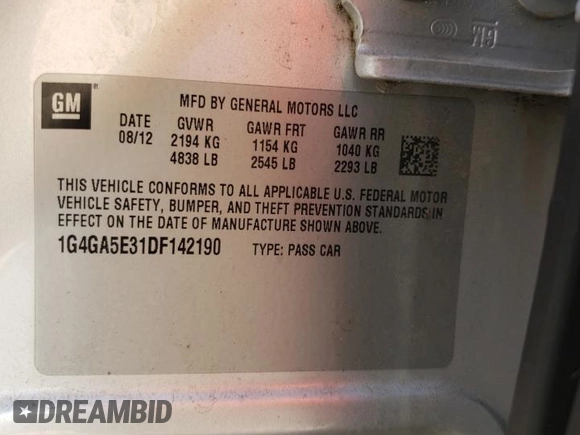 GM
MFD BY GENERAL MOTORS LLC
DATE GVWR GAWR FRT GAWR RR
08/12 2194 KG 1154 KG 1040 KG
4838 LB 2545 LB 2293 LB
THIS VEHICLE CONFORMS TO ALL APPLICABLE U.S. FEDERAL MOTOR
VEHICLE SAFETY, BUMPER, AND THEFT PREVENTION STANDARDS IN
EFFECT ON THE DATE OF MANUFACTURE SHOWN ABOVE.
1G4GA5E31DF142190 TYPE: PASS CAR
DREAMBID